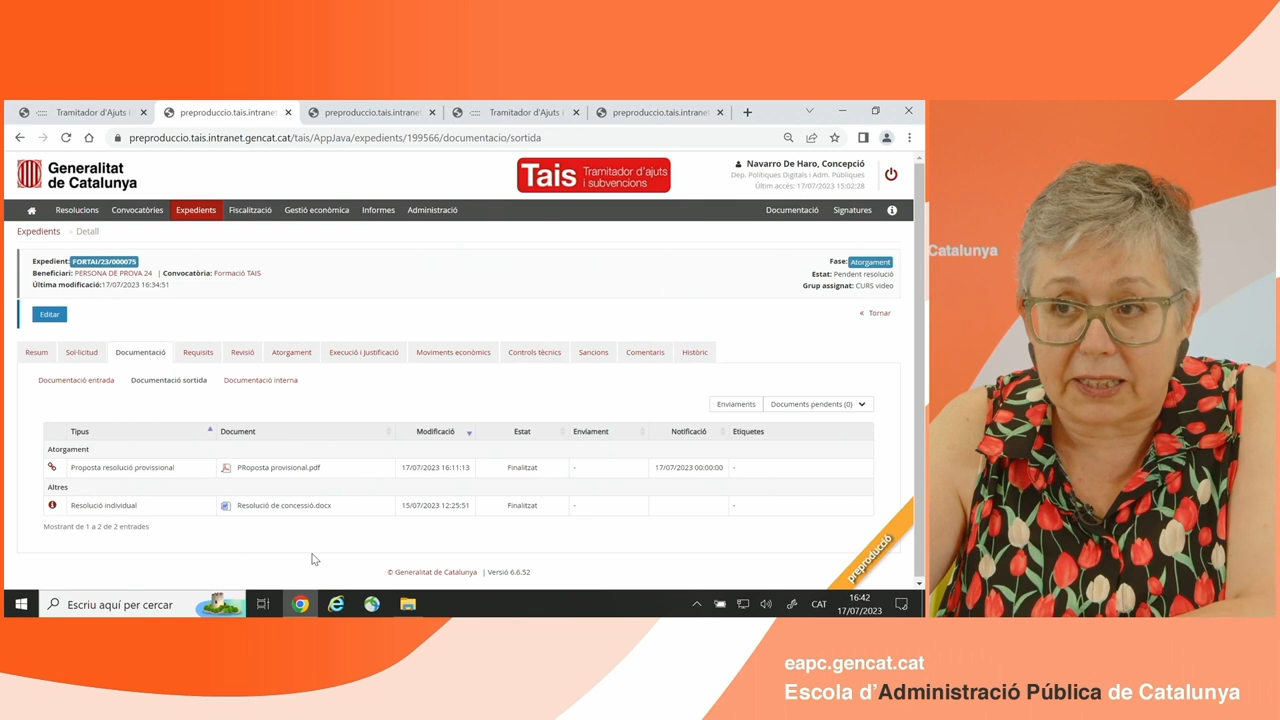 Tramitador d'Ajuts i
preproduccio.tais.intranet
preproduccio.tais.intranet
Tramitador d'Ajuts i
preproduccio.tais.intranet
preproduccio.tais.intranet.gencat.cat/tais/AppJava/expedients/199566/documentacio/sortida
Generalitat
de Catalunya
Tais Tramitador d'ajuts
i subvencions
Navarro De Haro, Concepció
Dep. Polítiques Digitals i Adm. Públiques
Últim accés: 17/07/2023 15:02:28
Resolucions Convocatòries Expedients Fiscalització Gestió econòmica Informes Administració Documentació Signatures
Expedients » Detall
Expedient: FORTAI/23/000075
Beneficiari: PERSONA DE PROVA 24 | Convocatòria: Formació TAIS
Última modificació:17/07/2023 16:34:51
Fase: Atorgament
Estat: Pendent resolució
Grup assignat: CURS video
Editar
« Tornar
Resum Sol·licitud Documentació Requisits Revisió Atorgament Execució i Justificació Moviments econòmics Controls tècnics Sancions Comentaris Històric
Documentació entrada Documentació sortida Documentació interna
Enviaments Documents pendents (0)
Tipus Document Modificació Estat Enviament Notificació Etiquetes
Atorgament
Proposta resolució provissional PRoposta provisional.pdf 17/07/2023 16:11:13 Finalitzat - 17/07/2023 00:00:00 -
Altres
Resolució individual Resolució de concessió.docx 15/07/2023 12:25:51 Finalitzat - -
Mostrant de 1 a 2 de 2 entrades
preproducció
© Generalitat de Catalunya | Versió 6.6.52
Escriu aquí per cercar
CAT
16:42
17/07/2023
Catalunya
eapc.gencat.cat
Escola d'Administració Pública de Catalunya